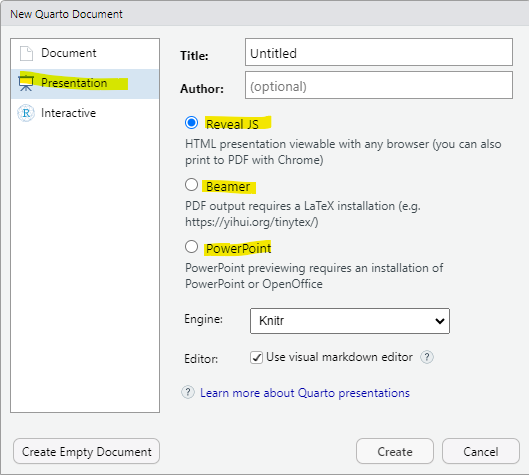 New Quarto Document
Document
Presentation
Interactive
Title:
Untitled
Author:
(optional)
Reveal JS
HTML presentation viewable with any browser (you can also
print to PDF with Chrome)
Beamer
PDF output requires a LaTeX installation (e.g.
https://yihui.org/tinytex/)
PowerPoint
PowerPoint previewing requires an installation of
PowerPoint or OpenOffice
Engine:
Knitr
Editor:
Use visual markdown editor ?
? Learn more about Quarto presentations
Create Empty Document
Create
Cancel